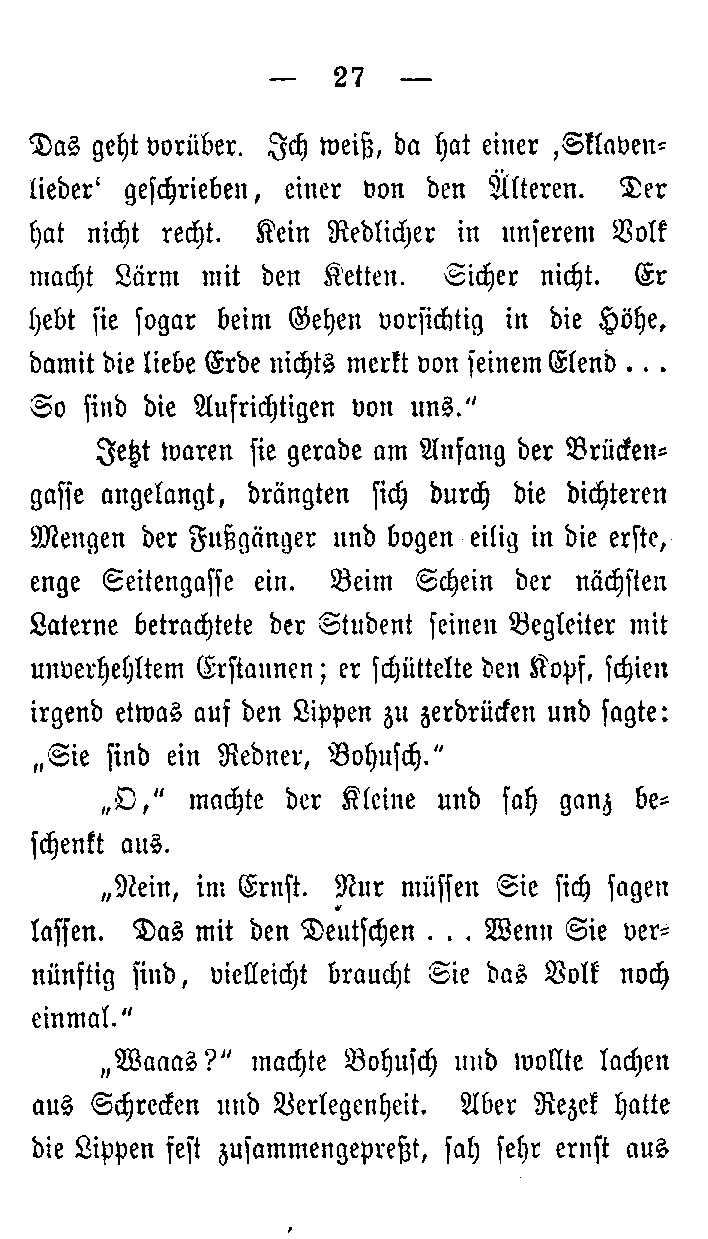 — 27 —
Das geht vorüber. Ich weiß, da hat einer ‚Sklaven-
lieder‘ geschrieben, einer von den Älteren. Der
hat nicht recht. Kein Redlicher in unserem Volk
macht Lärm mit den Ketten. Sicher nicht. Er
hebt sie sogar beim Gehen vorsichtig in die Höhe,
damit die liebe Erde nichts merkt von seinem Elend . . .
So sind die Aufrichtigen von uns.“
Jetzt waren sie gerade am Anfang der Brücken-
gasse angelangt, drängten sich durch die dichteren
Mengen der Fußgänger und bogen eilig in die erste,
enge Seitengasse ein. Beim Schein der nächsten
Laterne betrachtete der Student seinen Begleiter mit
unverhehltem Erstaunen; er schüttelte den Kopf, schien
irgend etwas auf den Lippen zu zerdrücken und sagte:
„Sie sind ein Redner, Bohusch.“
„O,“ machte der Kleine und sah ganz be-
schenkt aus.
„Nein, im Ernst. Nur müssen Sie sich sagen
lassen. Das mit den Deutschen . . . Wenn Sie ver-
nünftig sind, vielleicht braucht Sie das Volk noch
einmal.“
„Waaas?“ machte Bohusch und wollte lachen
aus Schrecken und Verlegenheit. Aber Rezek hatte
die Lippen fest zusammengepreßt, sah sehr ernst aus